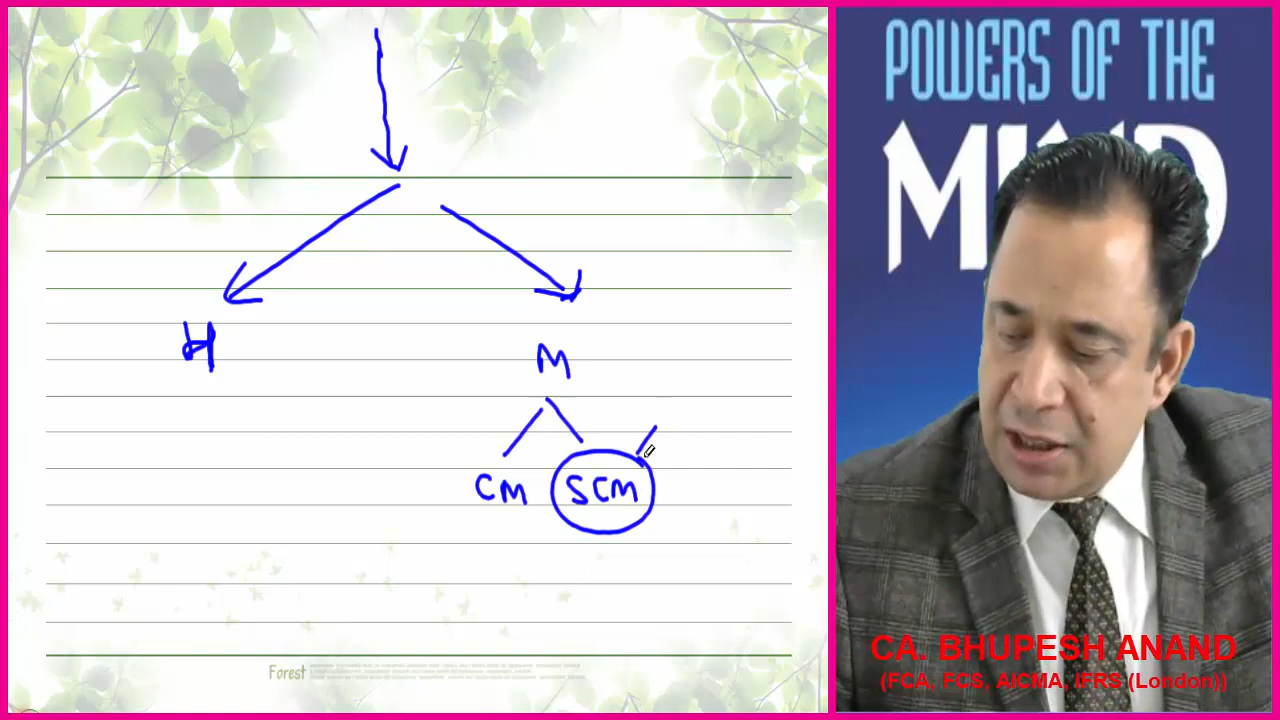 H
M
CM SCM
Forest
POWERS OF THE
MIND
CA. BHUPESH ANAND
(FCA, FCS, AICMA, IFRS (London))